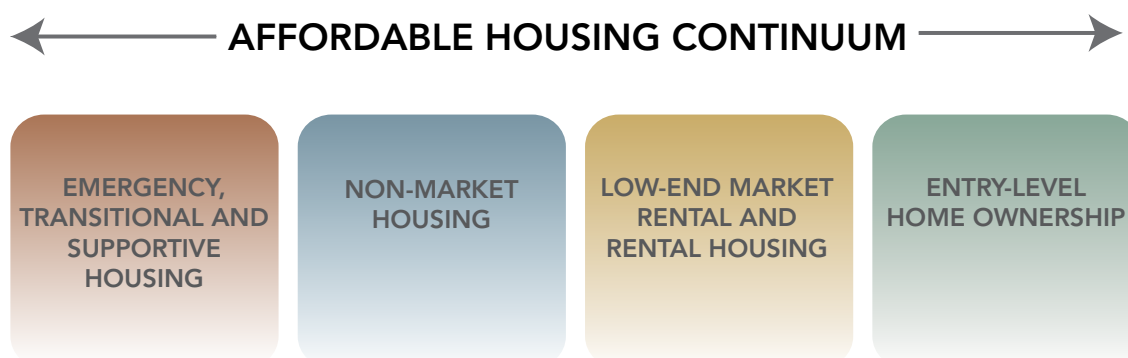 AFFORDABLE HOUSING CONTINUUM
EMERGENCY,
TRANSITIONAL AND
SUPPORTIVE
HOUSING
NON-MARKET
HOUSING
LOW-END MARKET
RENTAL AND
RENTAL HOUSING
ENTRY-LEVEL
HOME OWNERSHIP